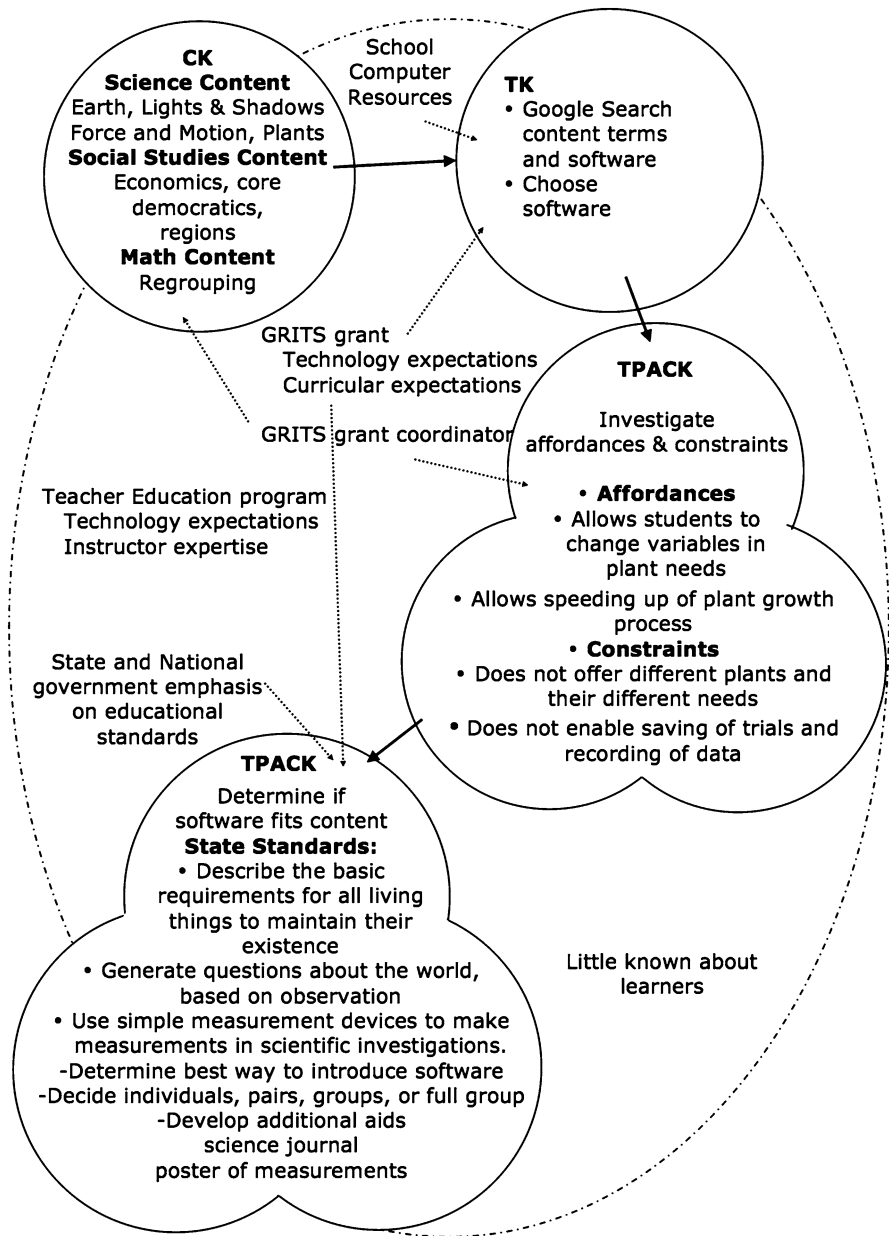 CK
Science Content
Earth, Lights & Shadows
Force and Motion, Plants
Social Studies Content
Economics, core
democratics,
regions
Math Content
Regrouping
School
Computer
Resources
TK
• Google Search
content terms
and software
• Choose
software
GRITS grant
Technology expectations
Curricular expectations
GRITS grant coordinator
TPACK
Investigate
affordances & constraints
• Affordances
• Allows students to
change variables in
plant needs
• Allows speeding up of plant growth
process
• Constraints
• Does not offer different plants and
their different needs
• Does not enable saving of trials and
recording of data
Teacher Education program
Technology expectations
Instructor expertise
State and National
government emphasis
on educational
standards
TPACK
Determine if
software fits content
State Standards:
• Describe the basic
requirements for all living
things to maintain their
existence
• Generate questions about the world,
based on observation
• Use simple measurement devices to make
measurements in scientific investigations.
-Determine best way to introduce software
-Decide individuals, pairs, groups, or full group
-Develop additional aids
science journal
poster of measurements
Little known about
learners